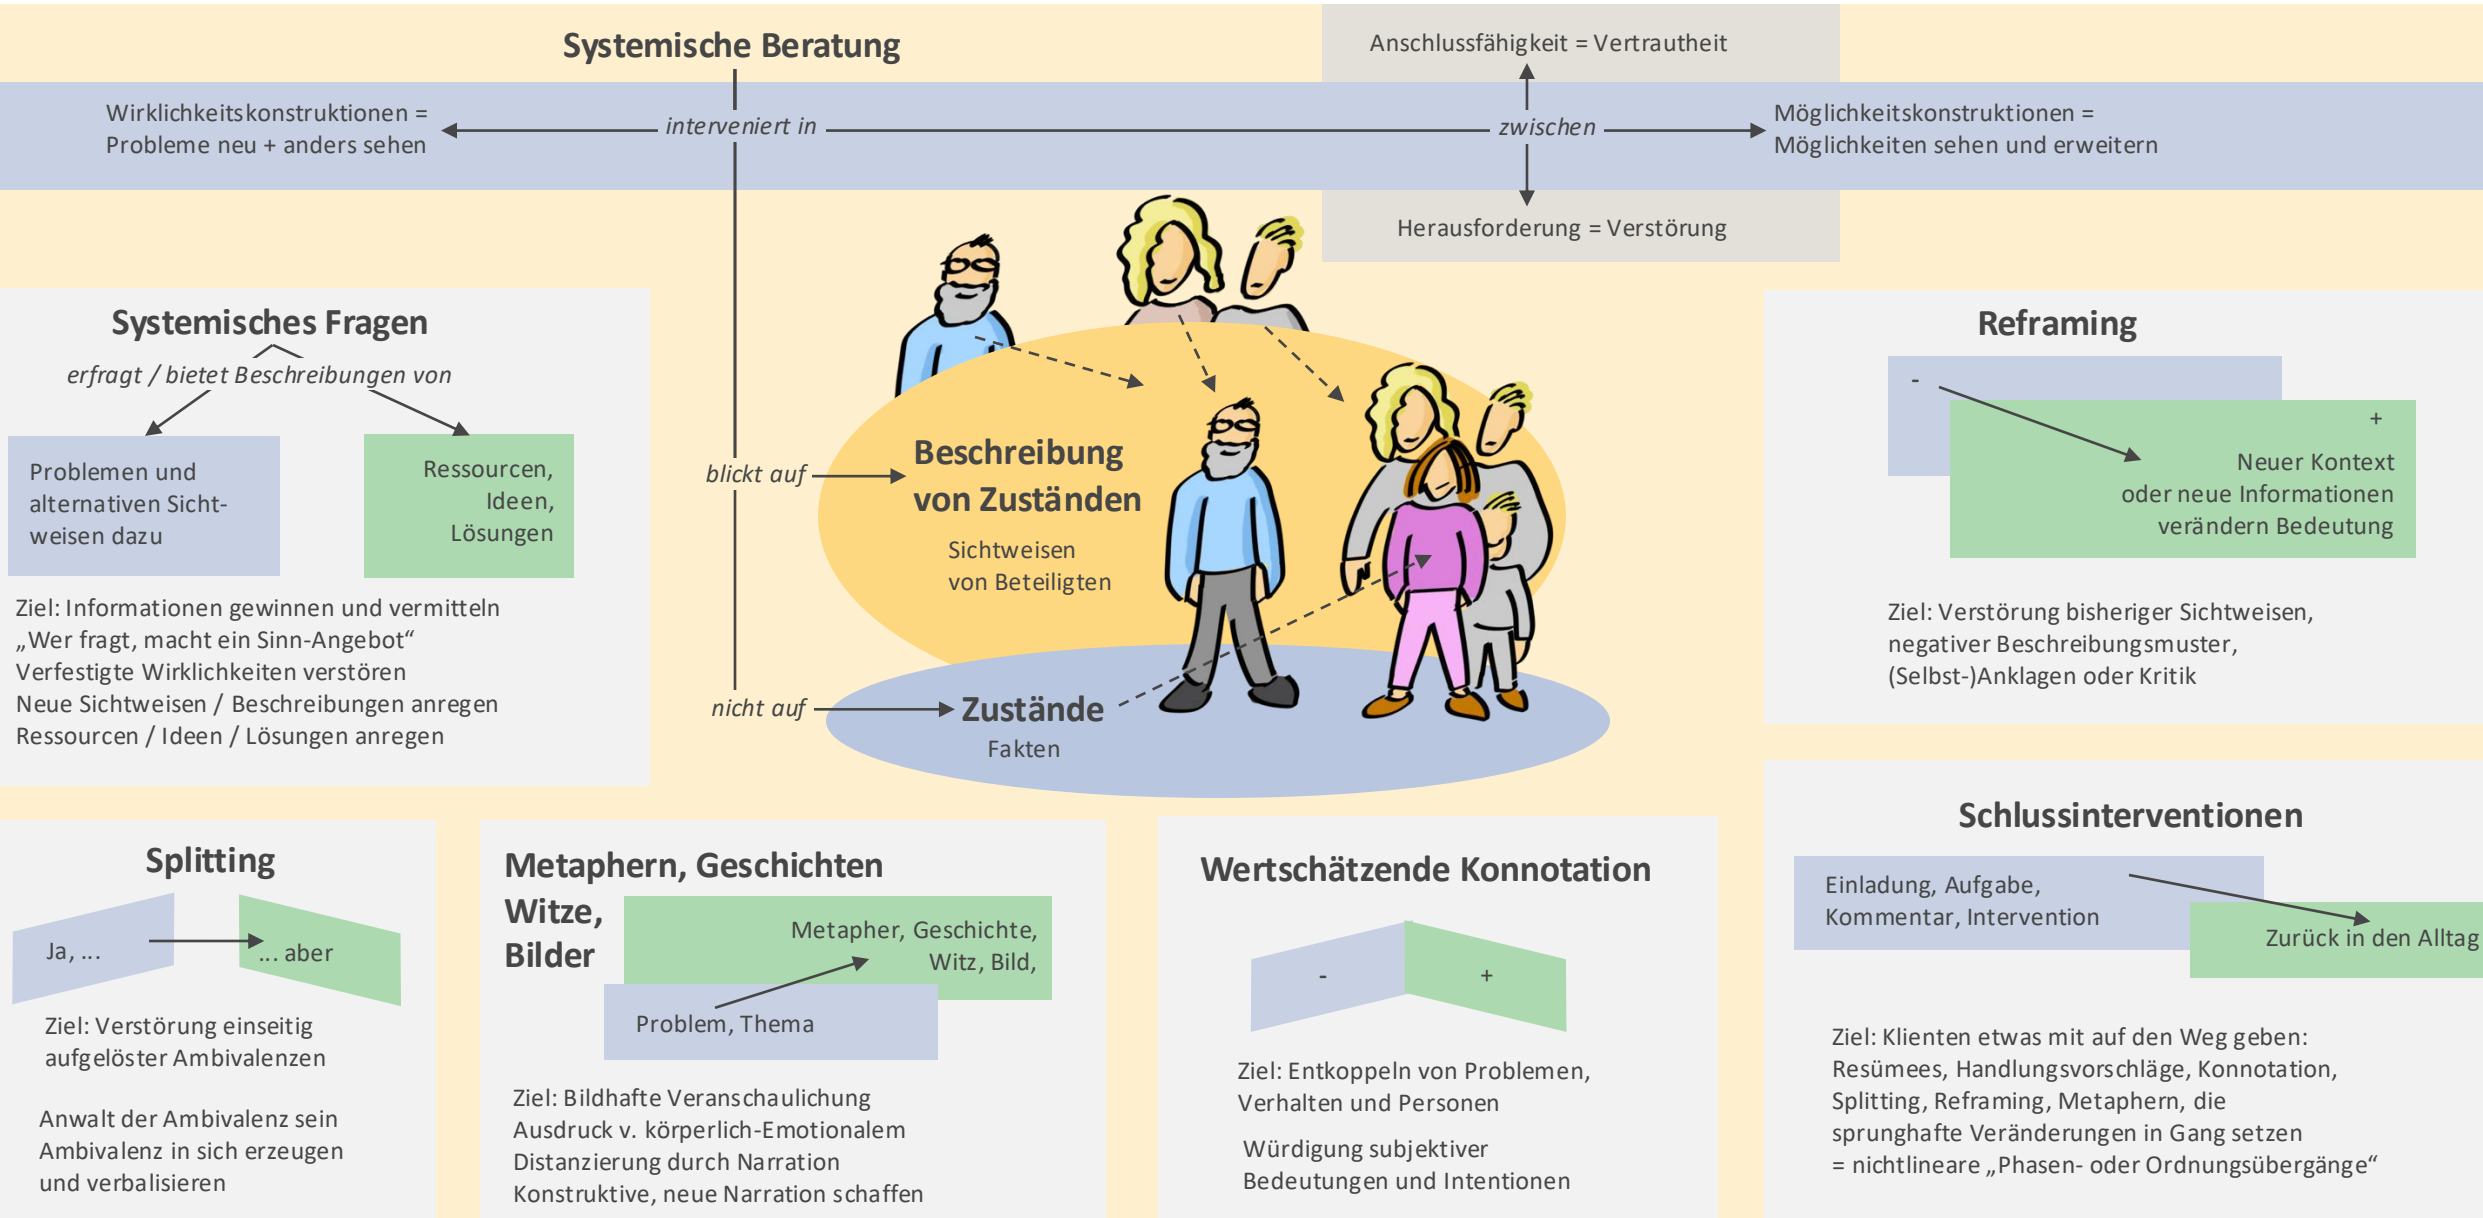 Systemische Beratung
Anschlussfähigkeit = Vertrautheit
Wirklichkeitskonstruktionen =
Probleme neu + anders sehen
interveniert in
zwischen
Möglichkeitskonstruktionen =
Möglichkeiten sehen und erweitern
Herausforderung = Verstörung
Systemisches Fragen
erfragt / bietet Beschreibungen von
Problemen und
alternativen Sicht-
weisen dazu
Ressourcen,
Ideen,
Lösungen
Ziel: Informationen gewinnen und vermitteln
„Wer fragt, macht ein Sinn-Angebot“
Verfestigte Wirklichkeiten verstören
Neue Sichtweisen / Beschreibungen anregen
Ressourcen / Ideen / Lösungen anregen
blickt auf
Beschreibung
von Zuständen
Sichtweisen
von Beteiligten
nicht auf
Zustände
Fakten
Reframing
-
+
Neuer Kontext
oder neue Informationen
verändern Bedeutung
Ziel: Verstörung bisheriger Sichtweisen,
negativer Beschreibungsmuster,
(Selbst-)Anklagen oder Kritik
Splitting
Ja, ...
... aber
Ziel: Verstörung einseitig
aufgelöster Ambivalenzen
Anwalt der Ambivalenz sein
Ambivalenz in sich erzeugen
und verbalisieren
Metaphern, Geschichten
Witze,
Bilder
Metapher, Geschichte,
Witz, Bild,
Problem, Thema
Ziel: Bildhafte Veranschaulichung
Ausdruck v. körperlich-Emotionalem
Distanzierung durch Narration
Konstruktive, neue Narration schaffen
Wertschätzende Konnotation
-
+
Ziel: Entkoppeln von Problemen,
Verhalten und Personen
Würdigung subjektiver
Bedeutungen und Intentionen
Schlussinterventionen
Einladung, Aufgabe,
Kommentar, Intervention
Zurück in den Alltag
Ziel: Klienten etwas mit auf den Weg geben:
Resümees, Handlungsvorschläge, Konnotation,
Splitting, Reframing, Metaphern, die
sprunghafte Veränderungen in Gang setzen
= nichtlineare „Phasen- oder Ordnungsübergänge“